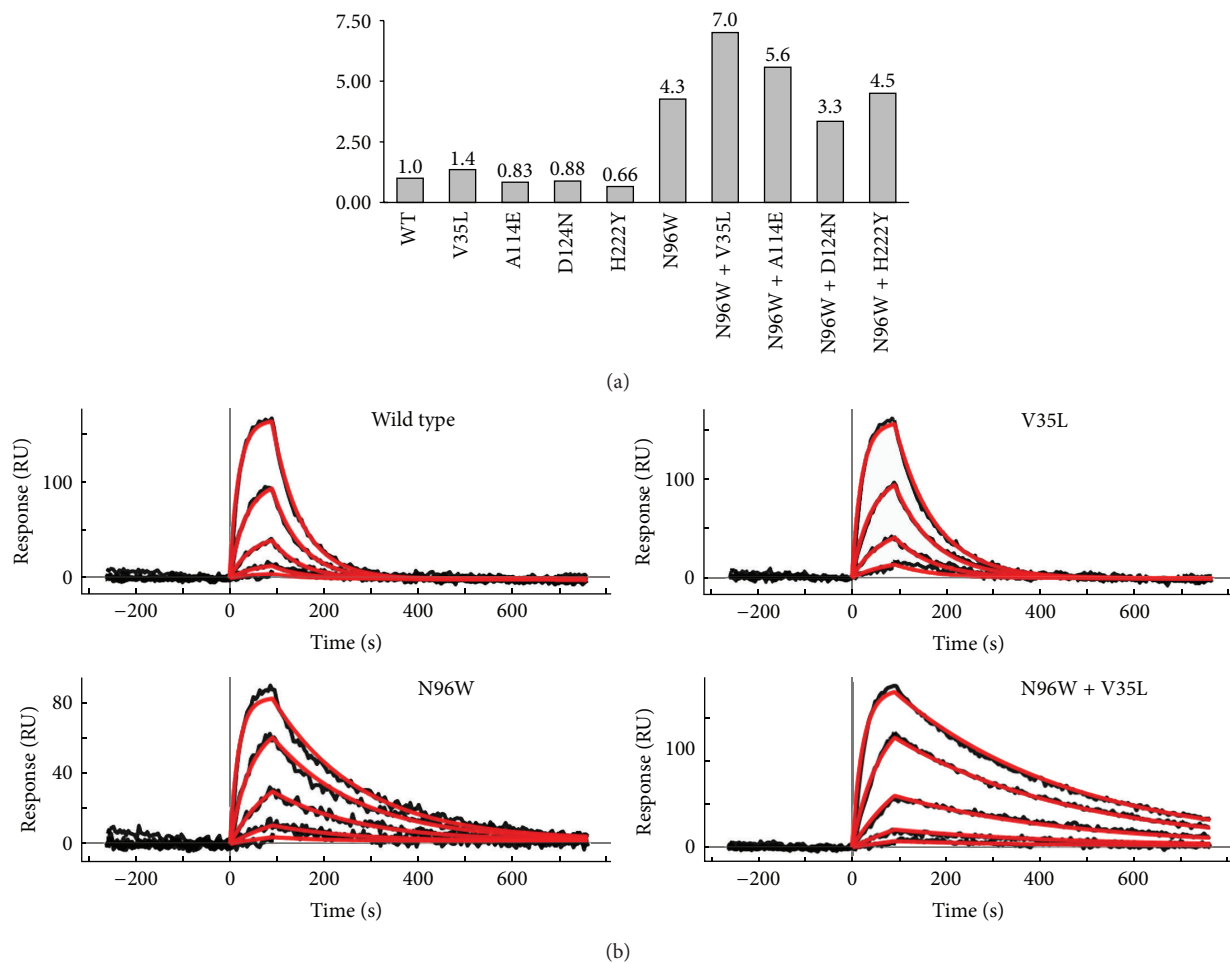 7.50
5.00
2.50
0.00
1.0
1.4
0.83
0.88
0.66
4.3
7.0
5.6
3.3
4.5
WT
V35L
A114E
D124N
H222Y
N96W
N96W + V35L
N96W + A114E
N96W + D124N
N96W + H222Y
(a)
Wild type
Response (RU)
100
0
−200 0 200 400 600
Time (s)
V35L
Response (RU)
100
0
−200 0 200 400 600
Time (s)
N96W
Response (RU)
80
40
0
−200 0 200 400 600
Time (s)
N96W + V35L
Response (RU)
100
0
−200 0 200 400 600
Time (s)
(b)